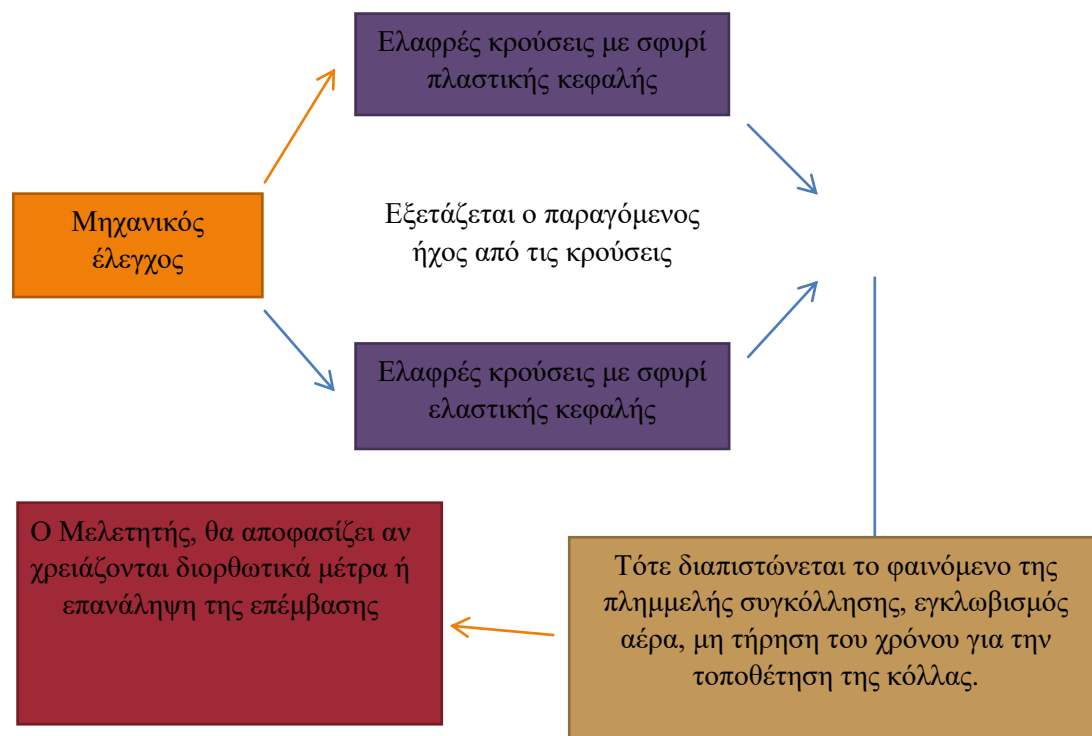 Ελαφρές κρούσεις με σφυρί
πλαστικής κεφαλής
Μηχανικός
έλεγχος
Εξετάζεται ο παραγόμενος
ήχος από τις κρούσεις
Ελαφρές κρούσεις με σφυρί
ελαστικής κεφαλής
Ο Μελετητής, θα αποφασίζει αν
χρειάζονται διορθωτικά μέτρα ή
επανάληψη της επέμβασης
Τότε διαπιστώνεται το φαινόμενο της
πλημμελής συγκόλλησης, εγκλωβισμός
αέρα, μη τήρηση του χρόνου για την
τοποθέτηση της κόλλας.